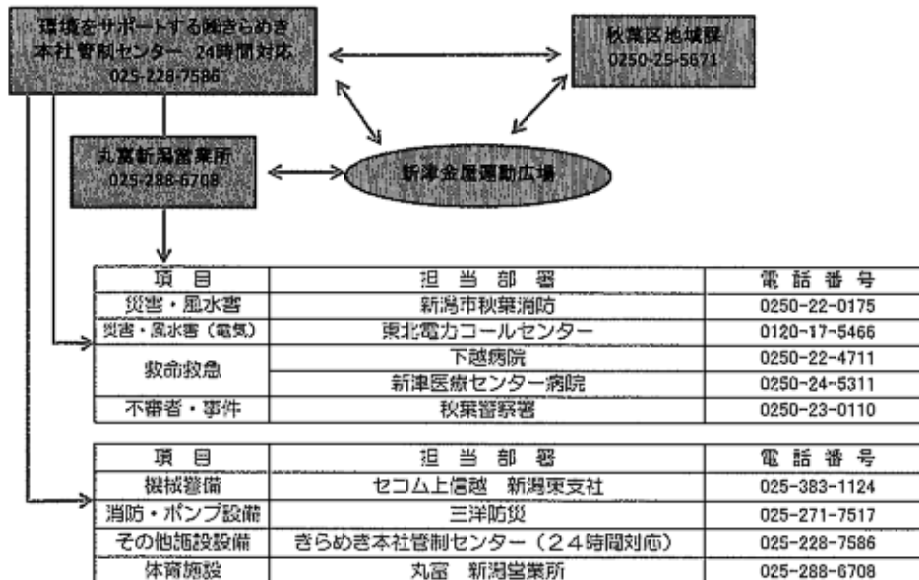 環境をサポートする㈱きらめき
本社管制センター 24時間対応
025-228-7586
秋葉区地域課
0250-25-5671
丸富新潟営業所
025-288-6708
新津金屋運動広場
項 目 担 当 部 署 電 話 番 号
災害・風水害 新潟市秋葉消防 0250-22-0175
災害・風水害（電気） 東北電力コールセンター 0120-17-5466
救命救急 下越病院 0250-22-4711
新津医療センター病院 0250-24-5311
不審者・事件 秋葉警察署 0250-23-0110
項 目 担 当 部 署 電 話 番 号
機械警備 セコム上信越 新潟東支社 025-383-1124
消防・ポンプ設備 三洋防災 025-271-7517
その他施設設備 きらめき本社管制センター（２４時間対応） 025-228-7586
体育施設 丸富 新潟営業所 025-288-6708